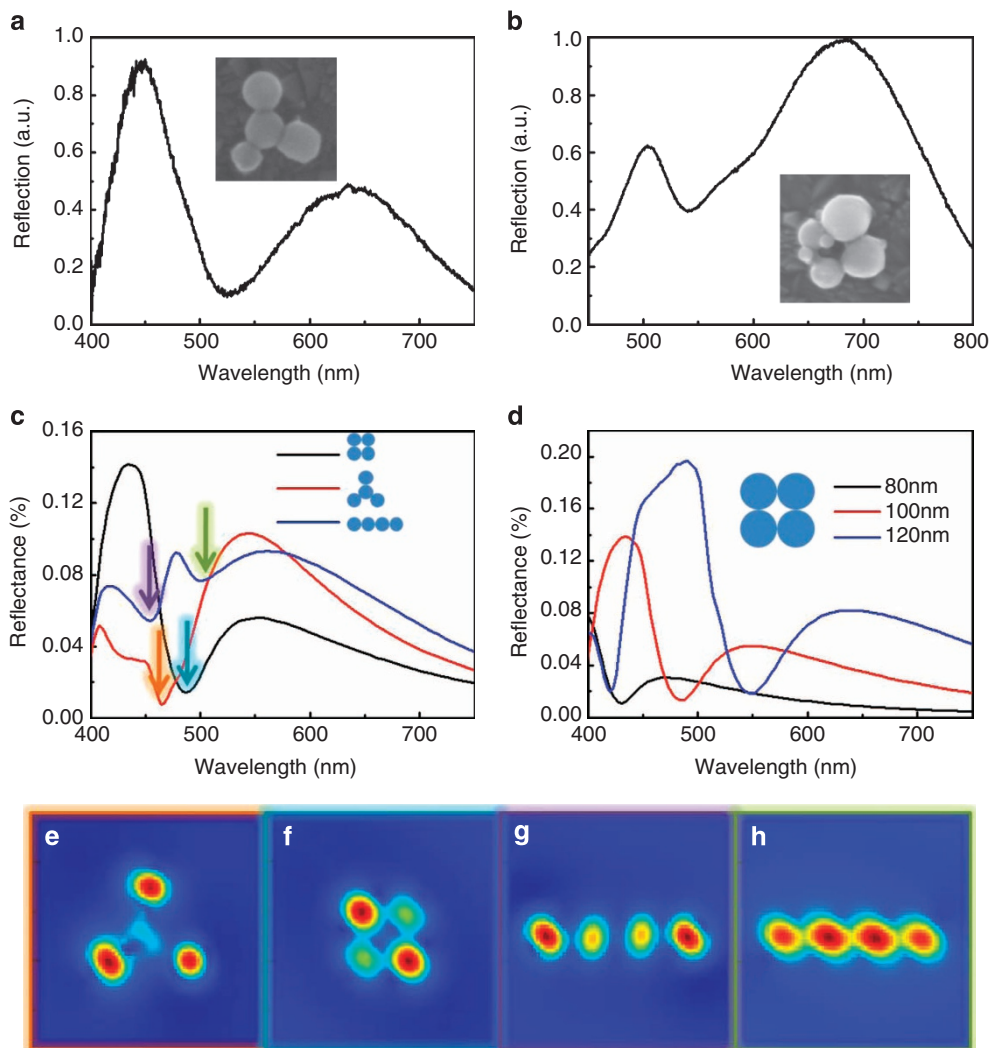 a
1.0
0.8
0.6
0.4
0.2
0.0
Reflection (a.u.)
400
500
600
700
Wavelength (nm)
b
1.0
0.8
0.6
0.4
0.2
0.0
Reflection (a.u.)
500
600
700
800
Wavelength (nm)
c
0.16
0.12
0.08
0.04
0.00
Reflectance (%)
400
500
600
700
Wavelength (nm)
d
0.20
0.16
0.12
0.08
0.04
0.00
Reflectance (%)
80nm
100nm
120nm
400
500
600
700
Wavelength (nm)
e
f
g
h